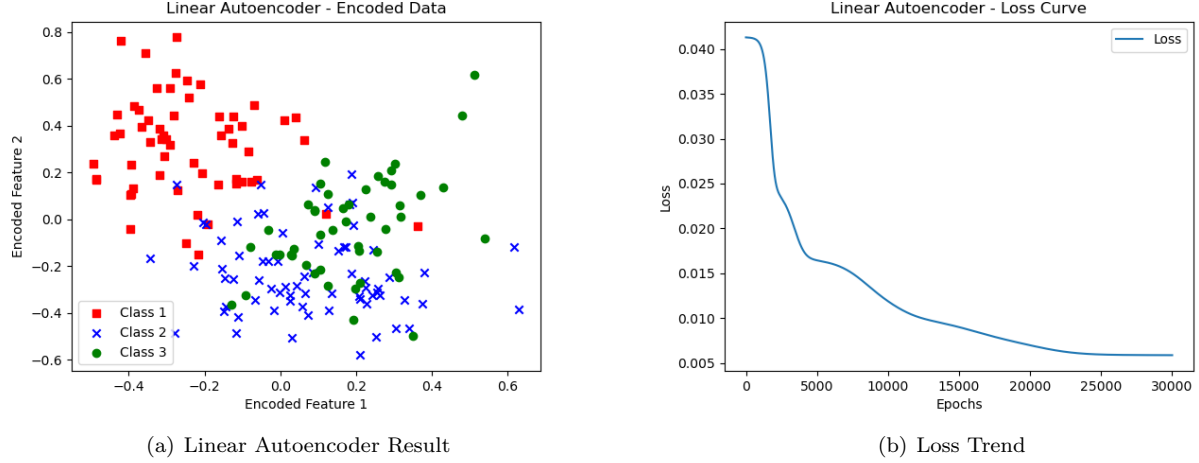 Linear Autoencoder - Encoded Data
0.8
0.6
0.4
0.2
0.0
−0.2
−0.4
−0.6
Encoded Feature 2
Class 1
Class 2
Class 3
−0.4 −0.2 0.0 0.2 0.4 0.6
Encoded Feature 1
(a) Linear Autoencoder Result
Linear Autoencoder - Loss Curve
0.040
0.035
0.030
0.025
0.020
0.015
0.010
0.005
Loss
Loss
0 5000 10000 15000 20000 25000 30000
Epochs
(b) Loss Trend